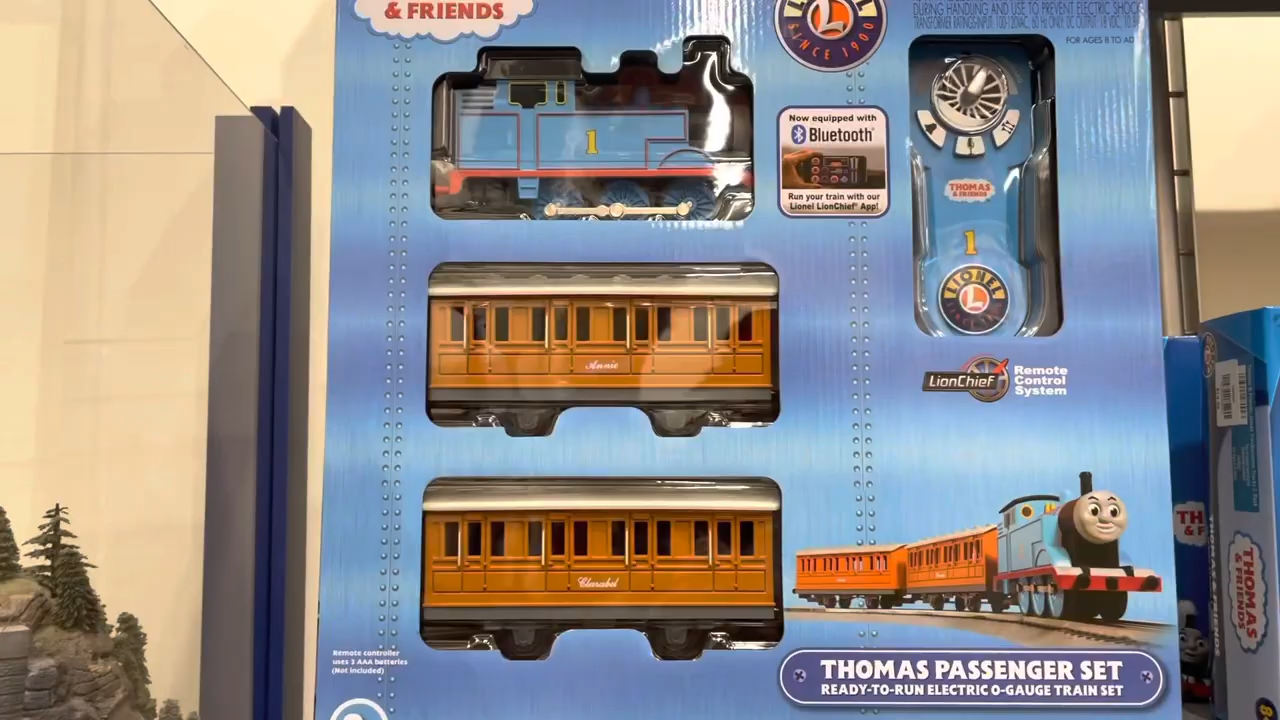 & FRIENDS
LIONEL
L
SINCE 1900
DURING HANDLING AND USE TO PREVENT ELECTRIC SHOCK
FOR AGES 8 TO AD
1
Now equipped with
Bluetooth
Run your train with our
Lionel LionChief App!
THOMAS
& FRIENDS
1
LIONEL
L
Annie
LionChief
Remote
Control
System
Clarabel
Remote controller
uses 3 AAA batteries
(Not included)
THOMAS PASSENGER SET
READY-TO-RUN ELECTRIC O-GAUGE TRAIN SET
TH
& F
THOMAS
& FRIENDS
8